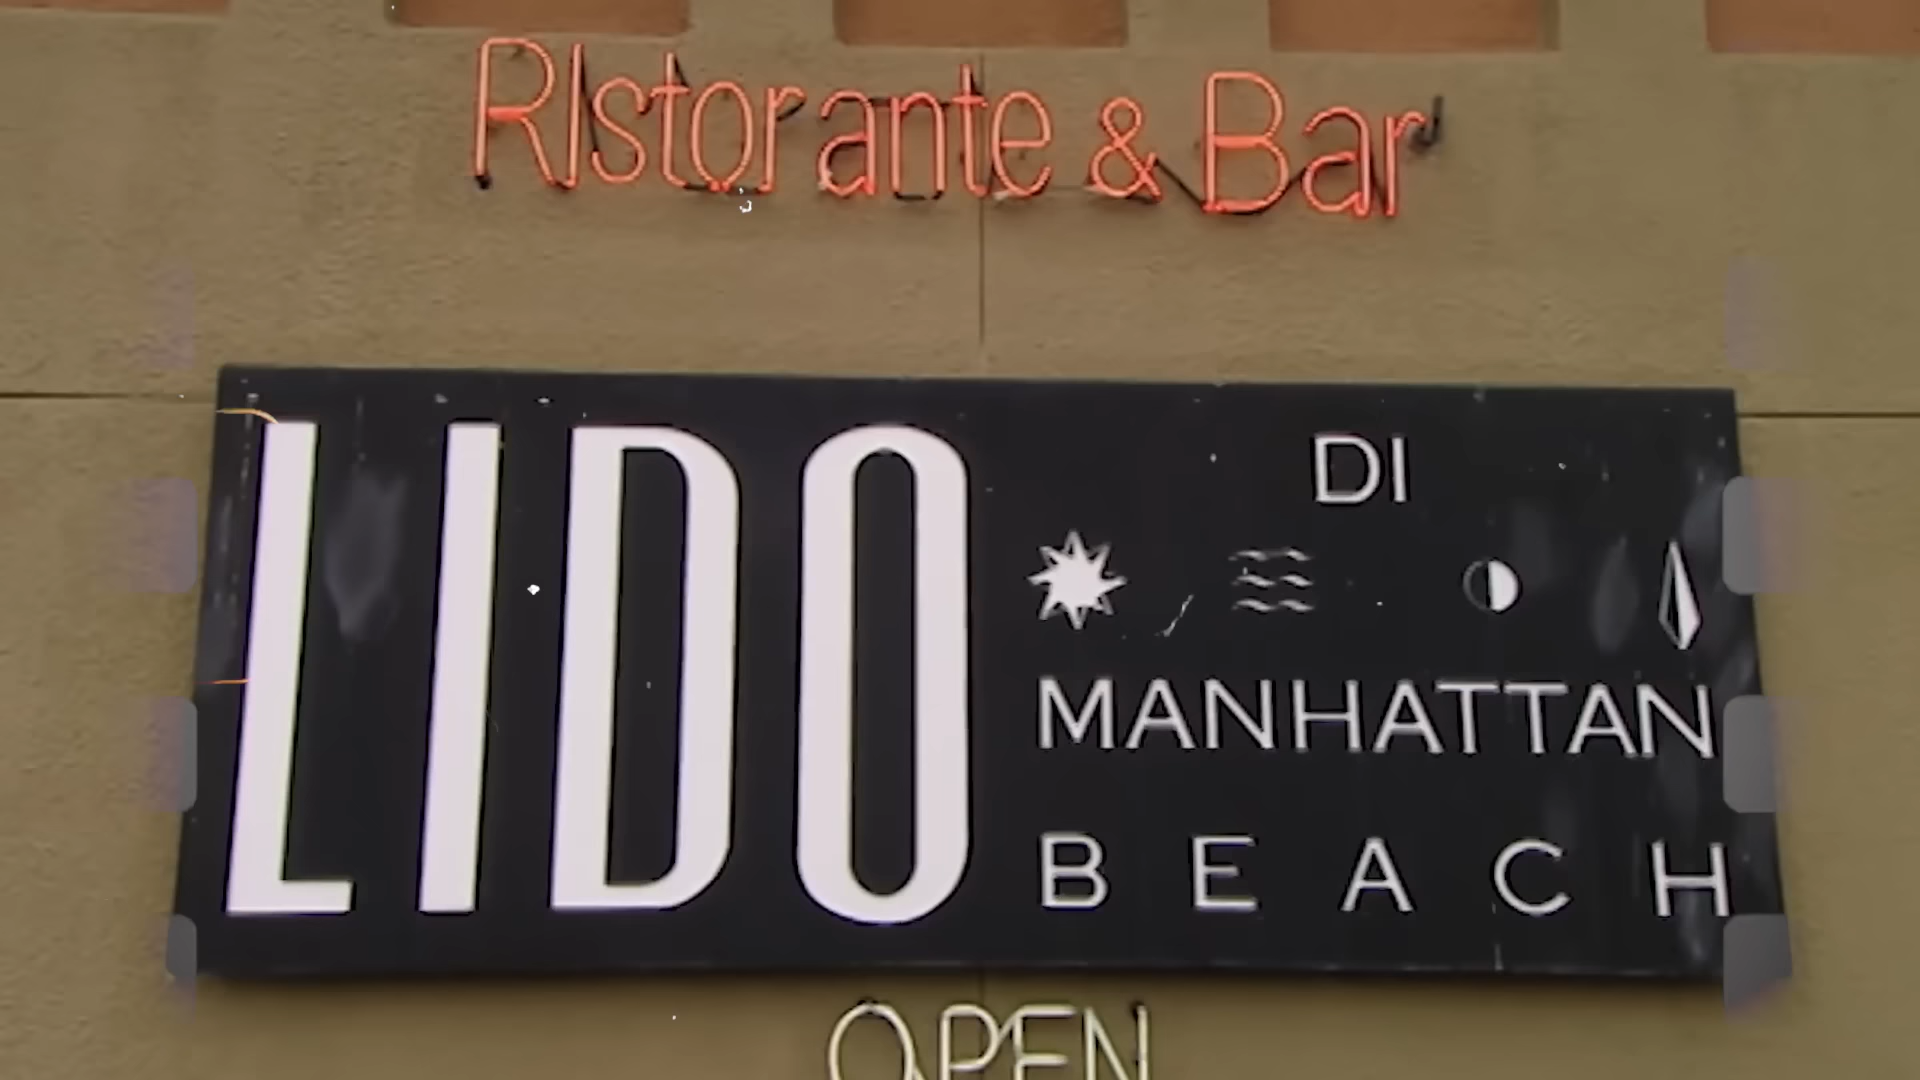 RIstorante & Bar
LIDO
DI
MANHATTAN
BEACH
OPEN